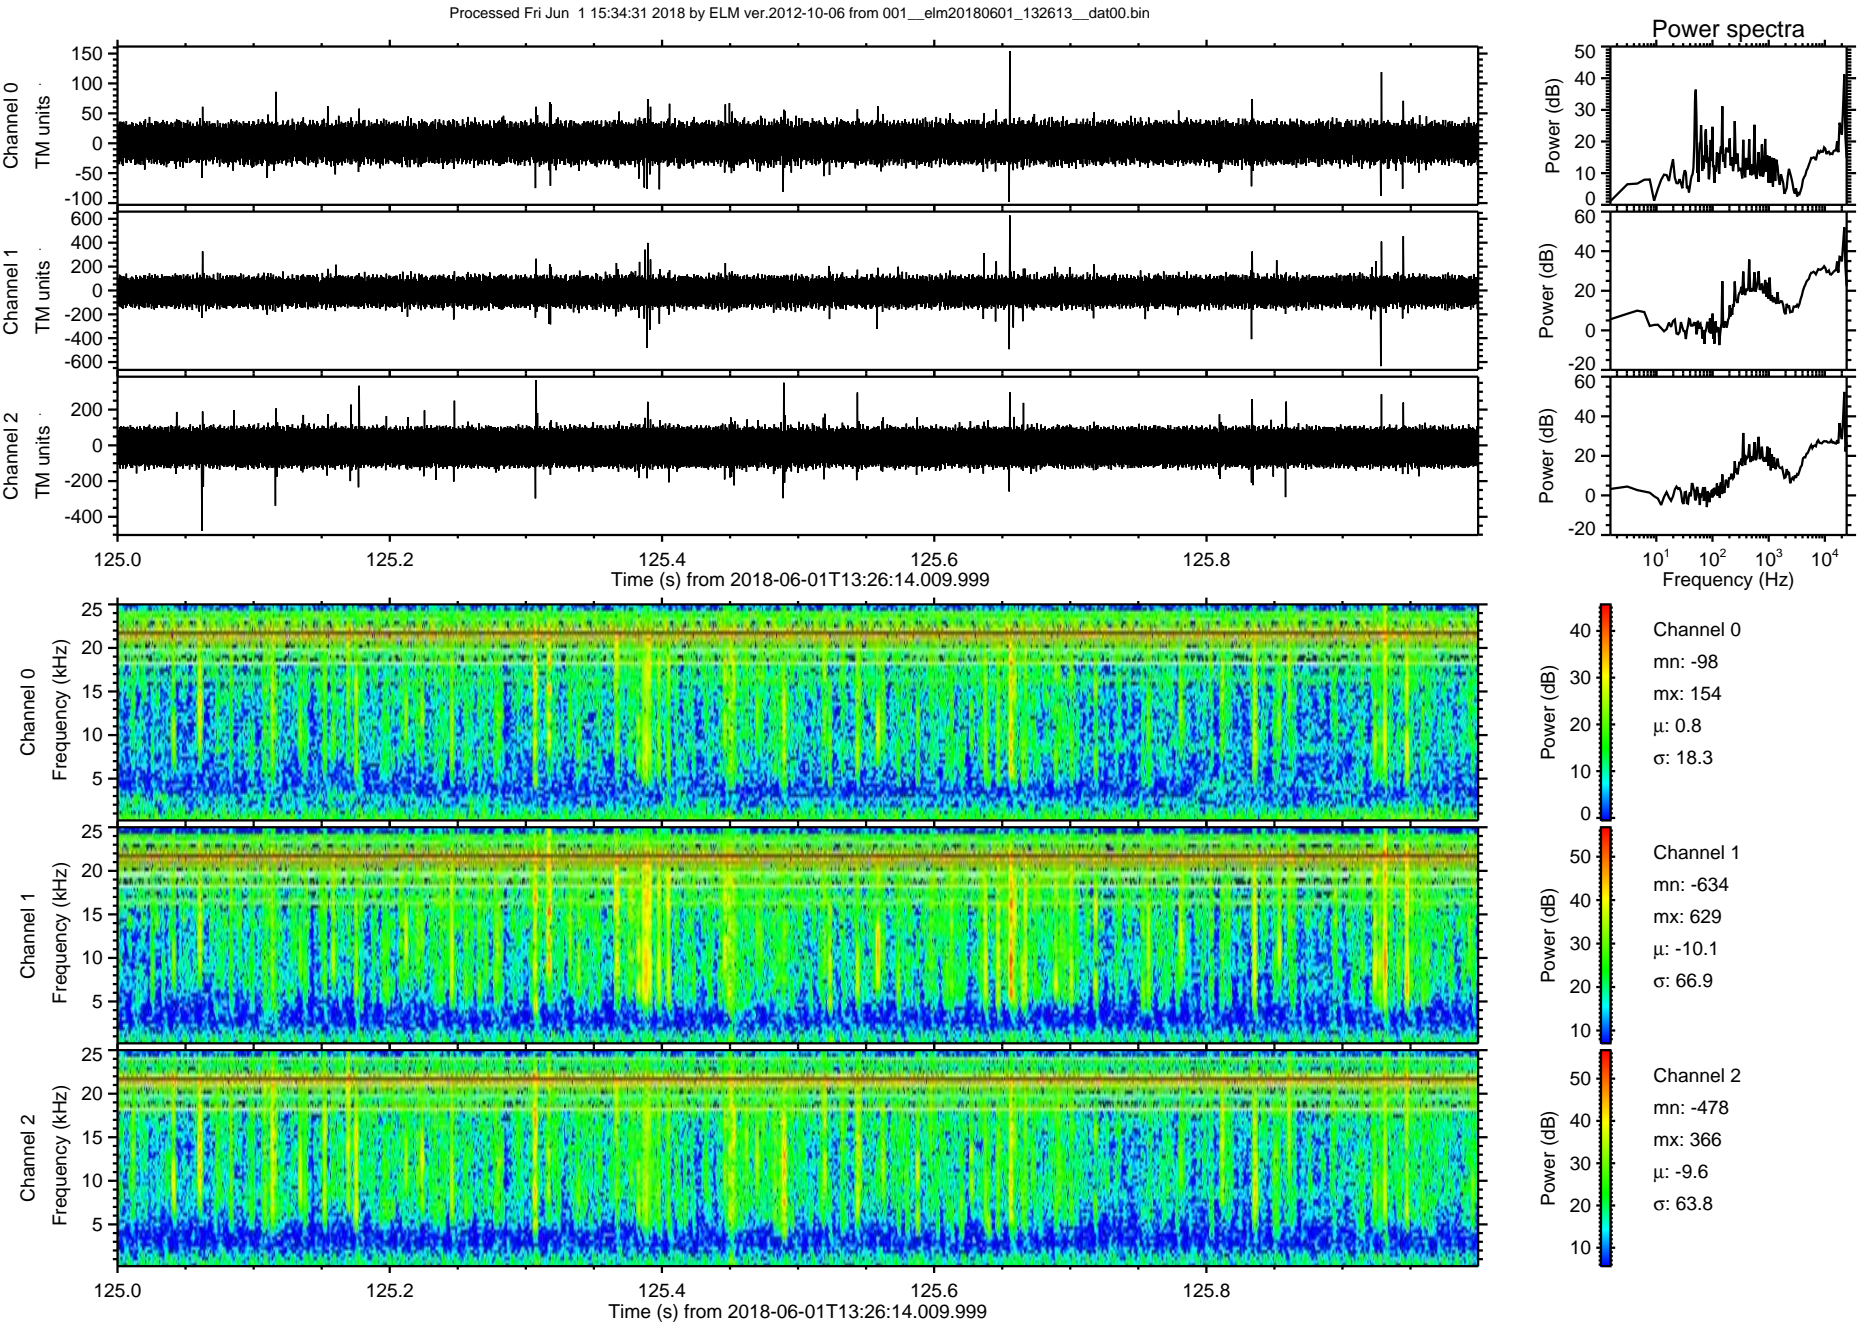 Processed Fri Jun  1 15:34:31 2018 by ELM ver.2012-10-06 from 001__elm20180601_132613__dat00.bin
Power spectra
Channel 0
TM units
150
100
50
0
-50
-100
Power (dB)
50
40
30
20
10
0
Channel 1
TM units
600
400
200
0
-200
-400
-600
Power (dB)
60
40
20
0
-20
Channel 2
TM units
200
0
-200
-400
Power (dB)
60
40
20
0
-20
125.0 125.2 125.4 125.6 125.8
Time (s) from 2018-06-01T13:26:14.009.999
10¹ 10² 10³ 10⁴
Frequency (Hz)
Channel 0
Frequency (kHz)
25
20
15
10
5
Power (dB)
40
30
20
10
0
Channel 0
mn: -98
mx: 154
μ: 0.8
σ: 18.3
Channel 1
Frequency (kHz)
25
20
15
10
5
Power (dB)
50
40
30
20
10
Channel 1
mn: -634
mx: 629
μ: -10.1
σ: 66.9
Channel 2
Frequency (kHz)
25
20
15
10
5
Power (dB)
50
40
30
20
10
Channel 2
mn: -478
mx: 366
μ: -9.6
σ: 63.8
125.0 125.2 125.4 125.6 125.8
Time (s) from 2018-06-01T13:26:14.009.999